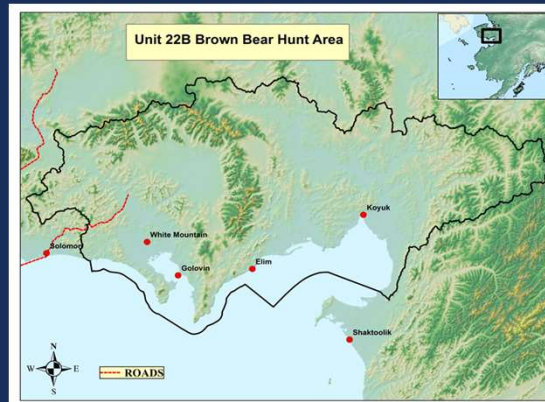 Unit 22B Brown Bear Hunt Area
Koyuk
White Mountain
Solomon
Elim
Golovin
Shaktoolik
N
W
E
S
ROADS